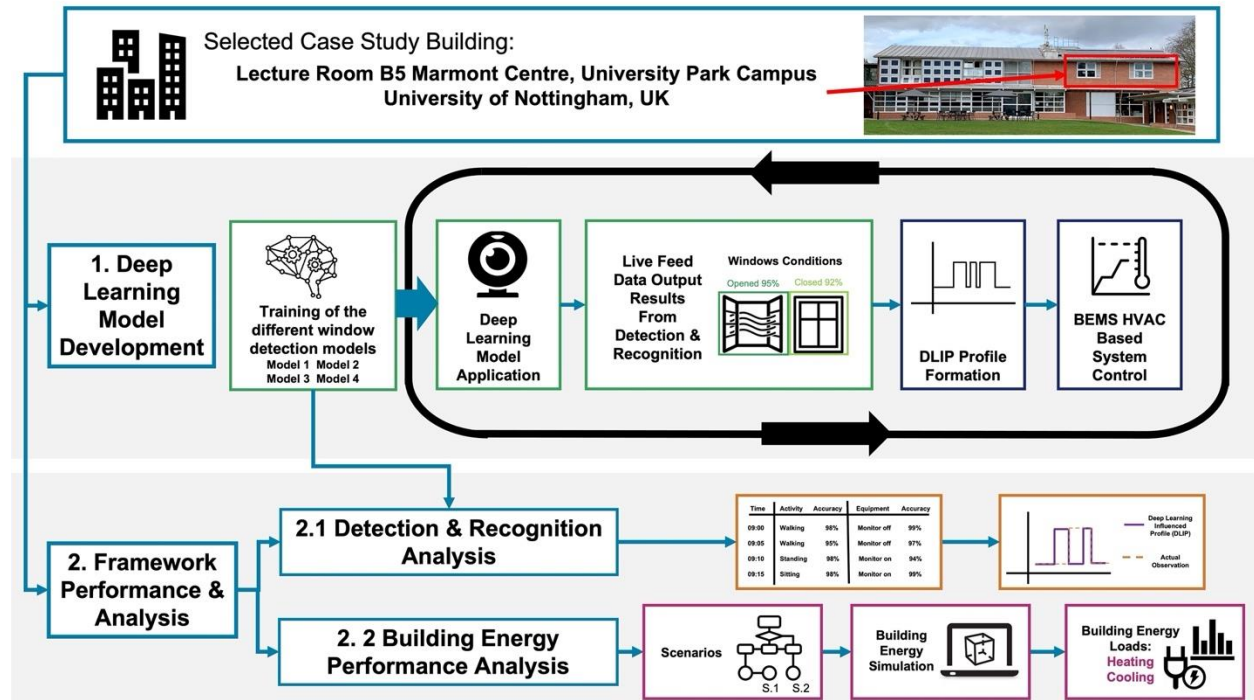 Selected Case Study Building:
Lecture Room B5 Marmont Centre, University Park Campus
University of Nottingham, UK
1. Deep
Learning
Model
Development
Training of the
different window
detection models
Model 1 Model 2
Model 3 Model 4
Deep
Learning
Model
Application
Live Feed
Data Output
Results
From
Detection &
Recognition
Windows Conditions
Opened 95% Closed 92%
DLIP Profile
Formation
BEMS HVAC
Based
System
Control
2. Framework
Performance &
Analysis
2.1 Detection & Recognition
Analysis
Time Activity Accuracy Equipment Accuracy
09:00 Walking 98% Monitor off 99%
09:05 Walking 95% Monitor off 97%
09:10 Standing 98% Monitor on 94%
09:15 Sitting 98% Monitor on 99%
Deep Learning
Influenced
Profile (DLIP)
Actual
Observation
2. 2 Building Energy
Performance Analysis
Scenarios
S.1 S.2
Building
Energy
Simulation
Building Energy
Loads:
Heating
Cooling